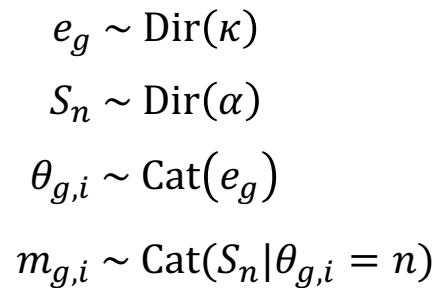 e_g ~ Dir(κ)
S_n ~ Dir(α)
θ_{g,i} ~ Cat(e_g)
m_{g,i} ~ Cat(S_n|θ_{g,i} = n)